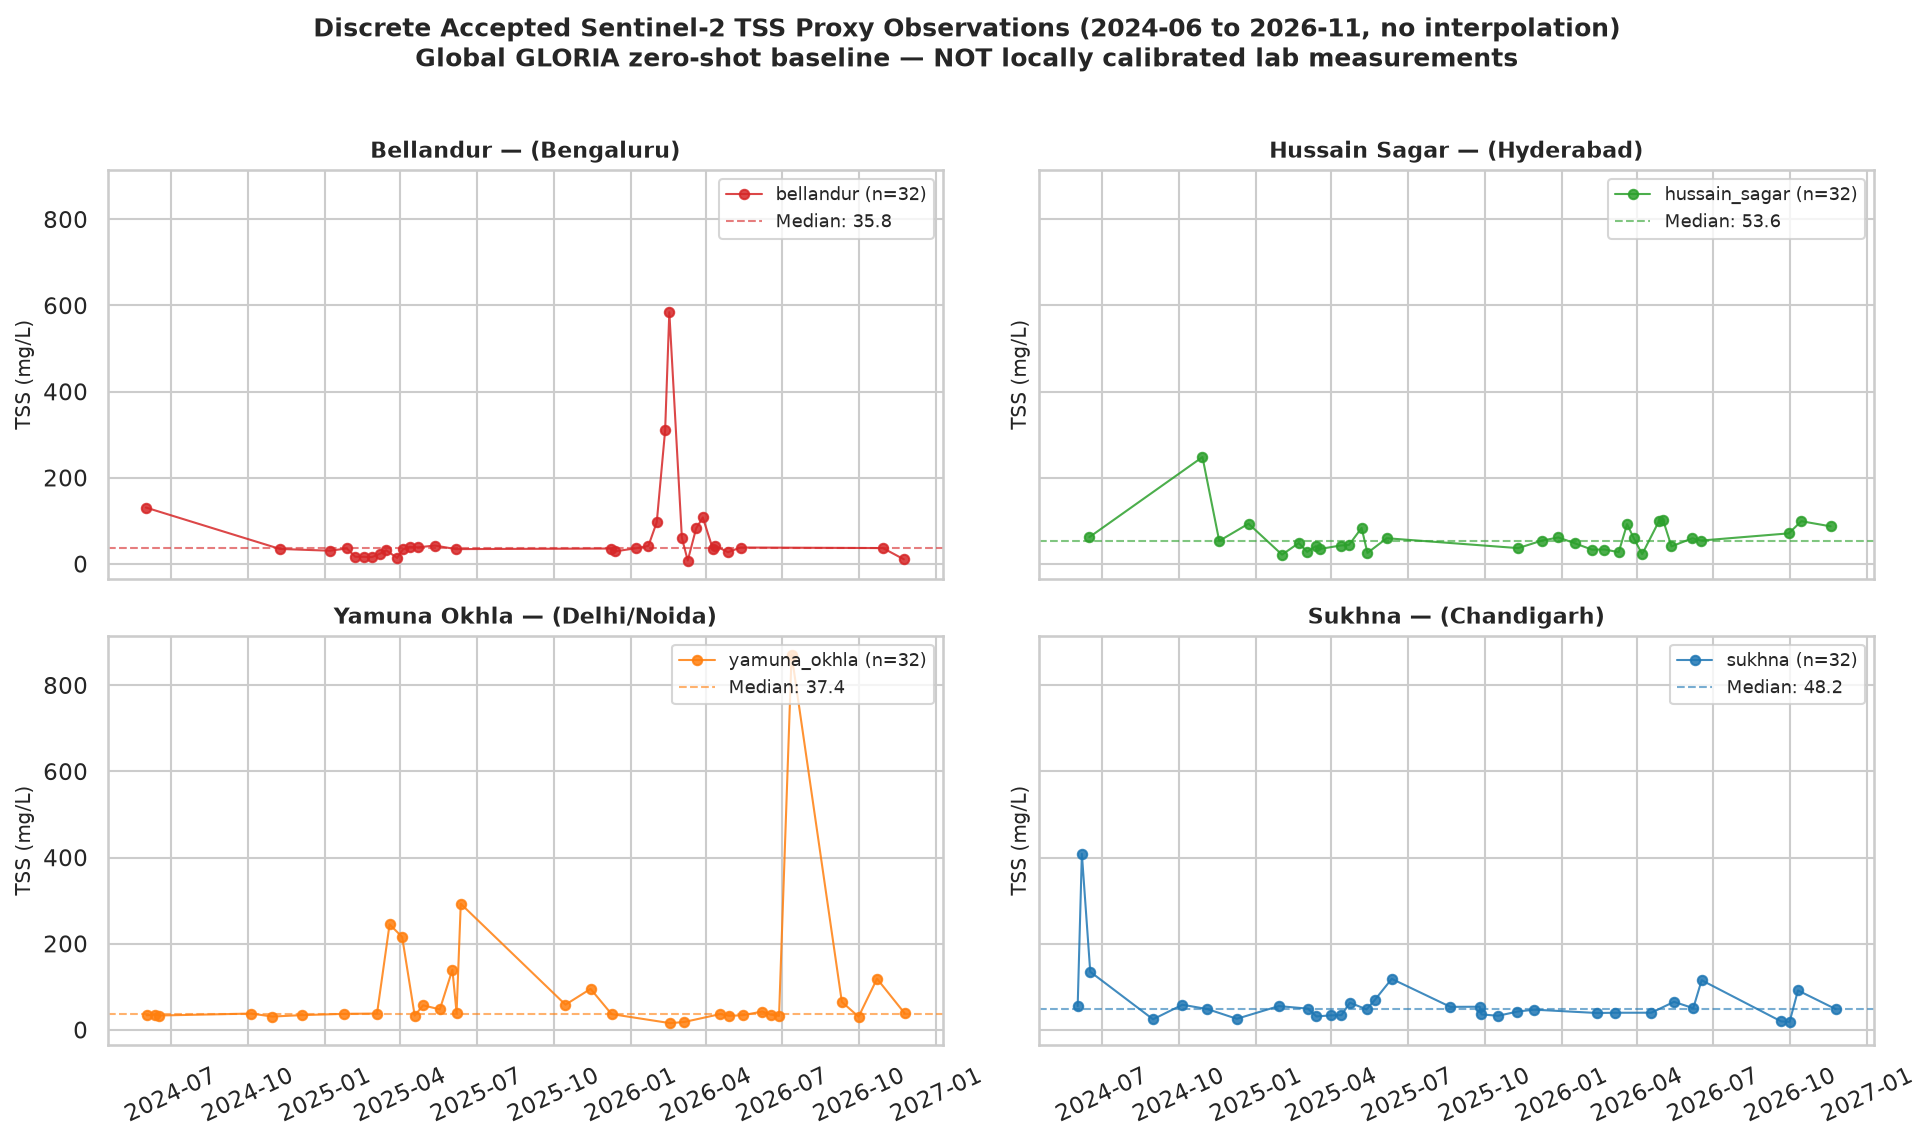 Discrete Accepted Sentinel-2 TSS Proxy Observations (2024-06 to 2026-11, no interpolation)
Global GLORIA zero-shot baseline — NOT locally calibrated lab measurements
Bellandur — (Bengaluru)
bellandur (n=32)
Median: 35.8
TSS (mg/L)
800
600
400
200
0
Hussain Sagar — (Hyderabad)
hussain_sagar (n=32)
Median: 53.6
TSS (mg/L)
Yamuna Okhla — (Delhi/Noida)
yamuna_okhla (n=32)
Median: 37.4
TSS (mg/L)
800
600
400
200
0
2024-07 2024-10 2025-01 2025-04 2025-07 2025-10 2026-01 2026-04 2026-07 2026-10 2027-01
Sukhna — (Chandigarh)
sukhna (n=32)
Median: 48.2
TSS (mg/L)
2024-07 2024-10 2025-01 2025-04 2025-07 2025-10 2026-01 2026-04 2026-07 2026-10 2027-01